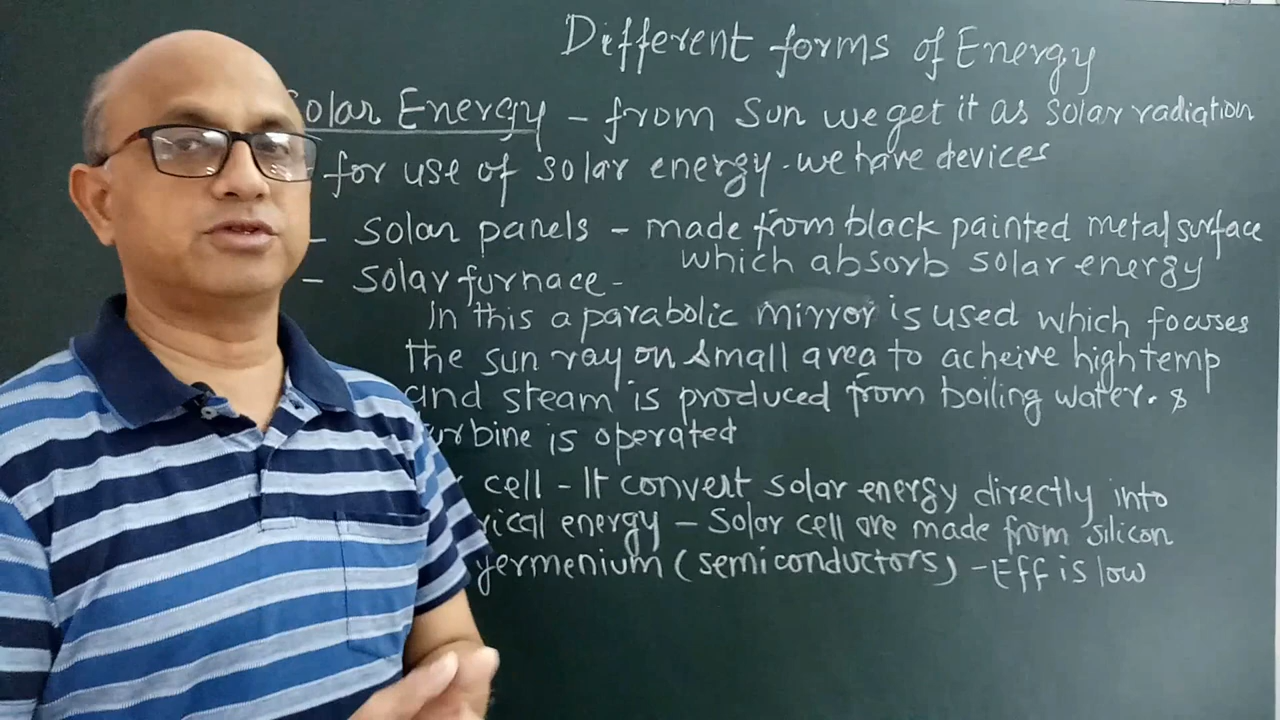 Different forms of Energy
Solar Energy - from Sun we get it as solar radiation
for use of solar energy. we have devices
- Solar panels - made from black painted metal surface
which absorb solar energy
- Solar furnace -
In this a parabolic mirror is used which focuses
the sun ray on small area to acheive high temp
and steam is produced from boiling water. &
turbine is operated
cell - It convert solar energy directly into
rical energy - Solar cell are made from silicon
germenium (semiconductors) - Eff is low